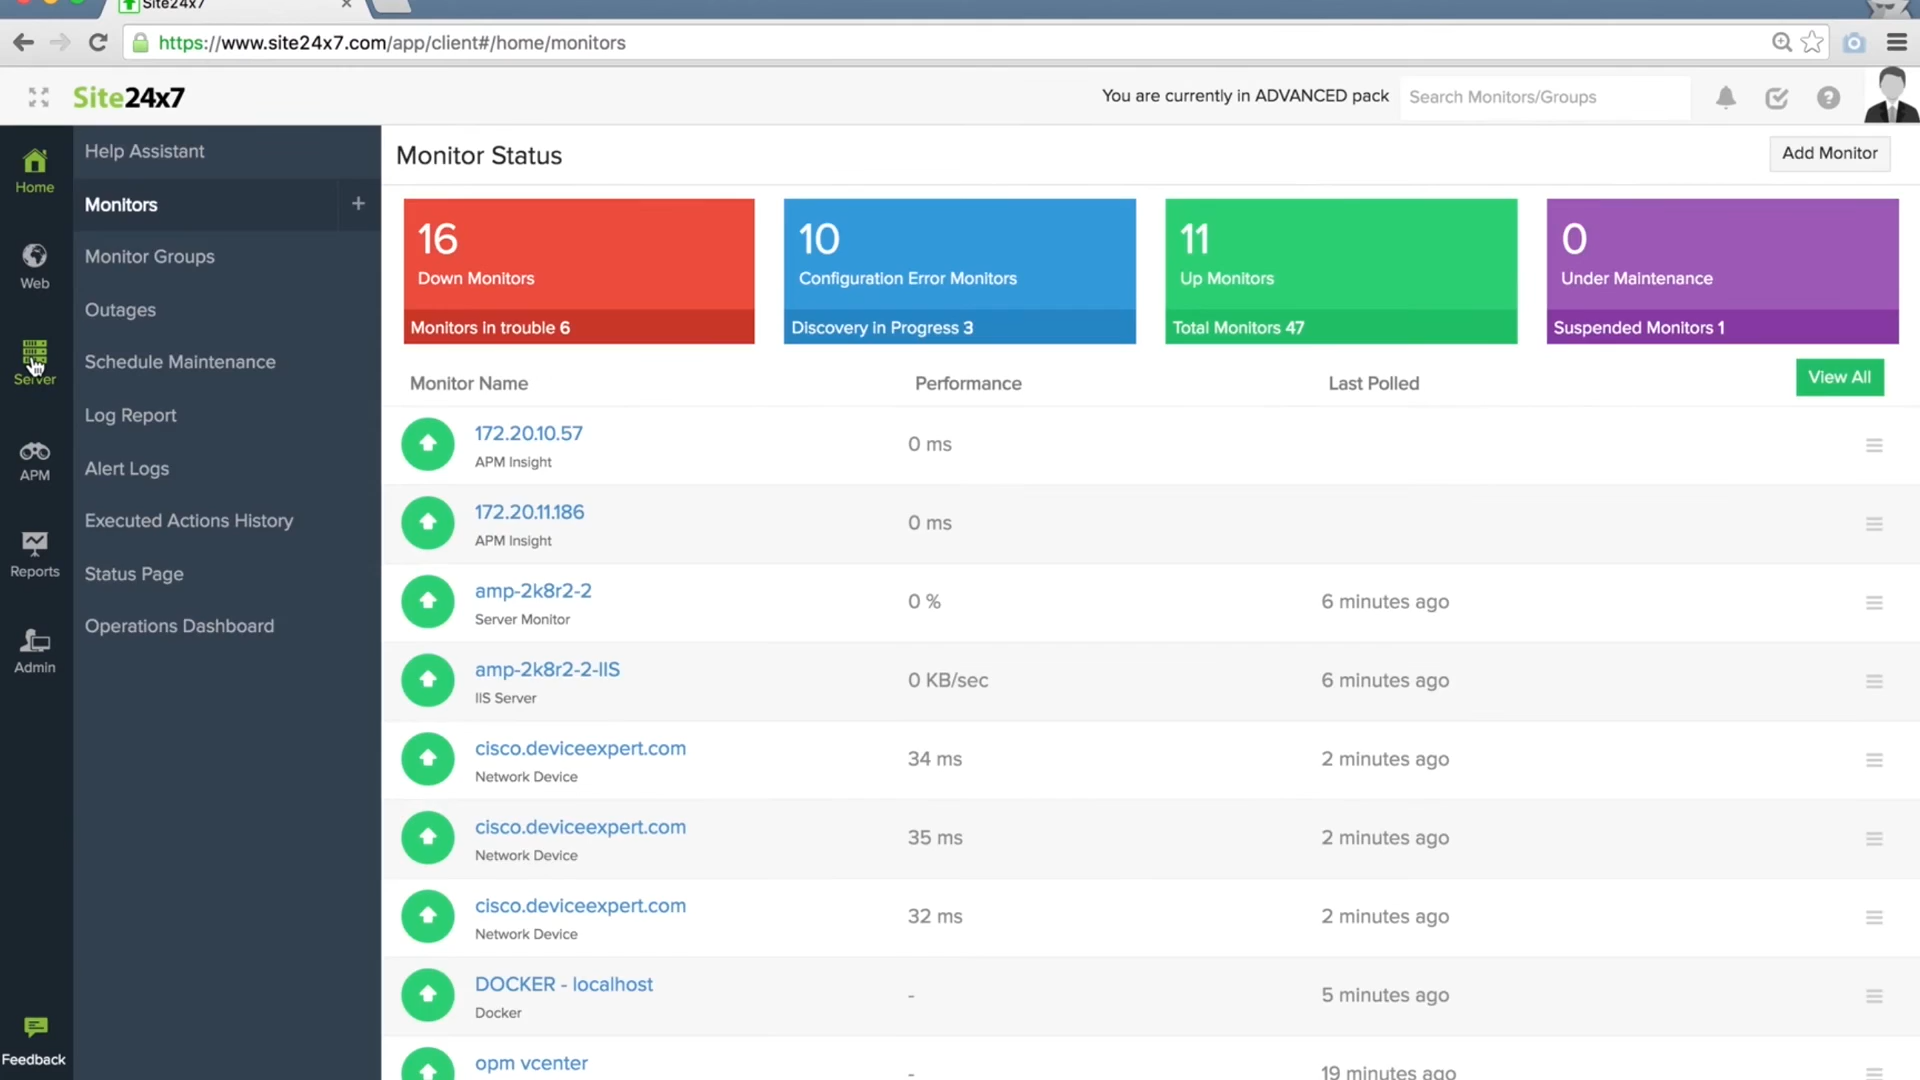 Site24x7
https://www.site24x7.com/app/client#/home/monitors
Site24x7
You are currently in ADVANCED pack
Search Monitors/Groups
Home
Web
Server
APM
Reports
Admin
Feedback
Help Assistant
Monitors +
Monitor Groups
Outages
Schedule Maintenance
Log Report
Alert Logs
Executed Actions History
Status Page
Operations Dashboard
Monitor Status
Add Monitor
16
Down Monitors
Monitors in trouble 6
10
Configuration Error Monitors
Discovery in Progress 3
11
Up Monitors
Total Monitors 47
0
Under Maintenance
Suspended Monitors 1
Monitor Name Performance Last Polled View All
172.20.10.57
APM Insight
0 ms
172.20.11.186
APM Insight
0 ms
amp-2k8r2-2
Server Monitor
0 %
6 minutes ago
amp-2k8r2-2-IIS
IIS Server
0 KB/sec
6 minutes ago
cisco.deviceexpert.com
Network Device
34 ms
2 minutes ago
cisco.deviceexpert.com
Network Device
35 ms
2 minutes ago
cisco.deviceexpert.com
Network Device
32 ms
2 minutes ago
DOCKER - localhost
Docker
-
5 minutes ago
opm vcenter
-
19 minutes ago